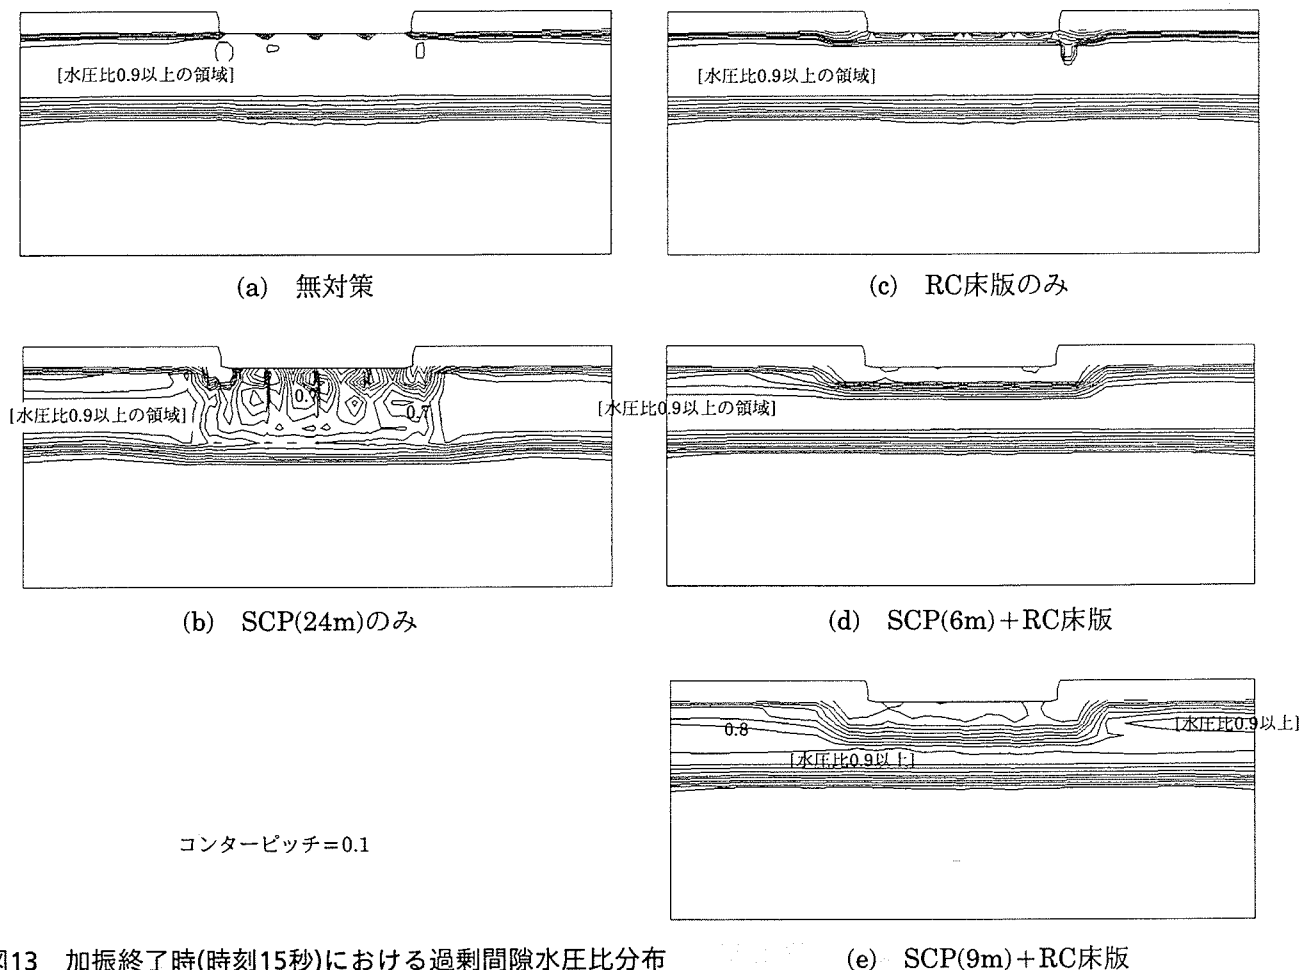 [水圧比0.9以上の領域]
(a) 無対策
[水圧比0.9以上の領域]
(c) RC床版のみ
[水圧比0.9以上の領域]
0.7
0.7
(b) SCP(24m)のみ
[水圧比0.9以上の領域]
(d) SCP(6m)+RC床版
0.8
[水圧比0.9以上]
[水圧比0.9以上]
(e) SCP(9m)+RC床版
コンターピッチ=0.1
図13 加振終了時(時刻15秒)における過剰間隙水圧比分布